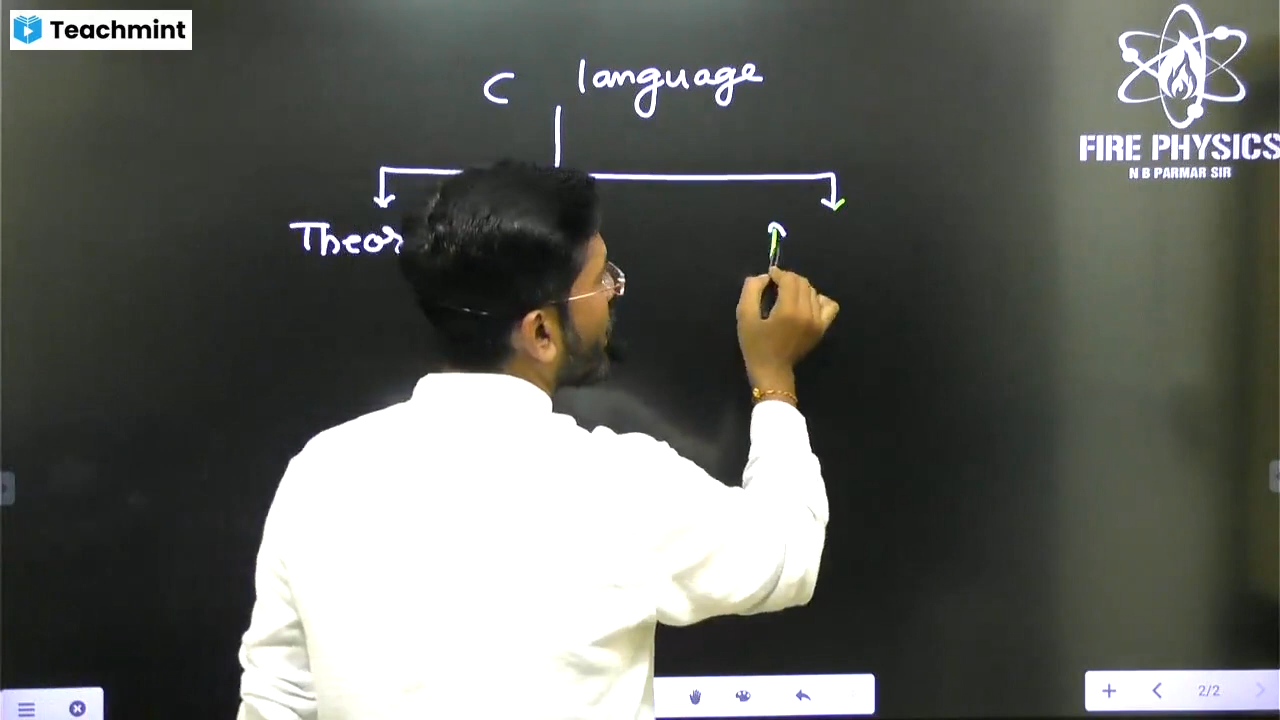 Teachmint
C language
FIRE PHYSICS
N B PARMAR SIR
Theor
2/2